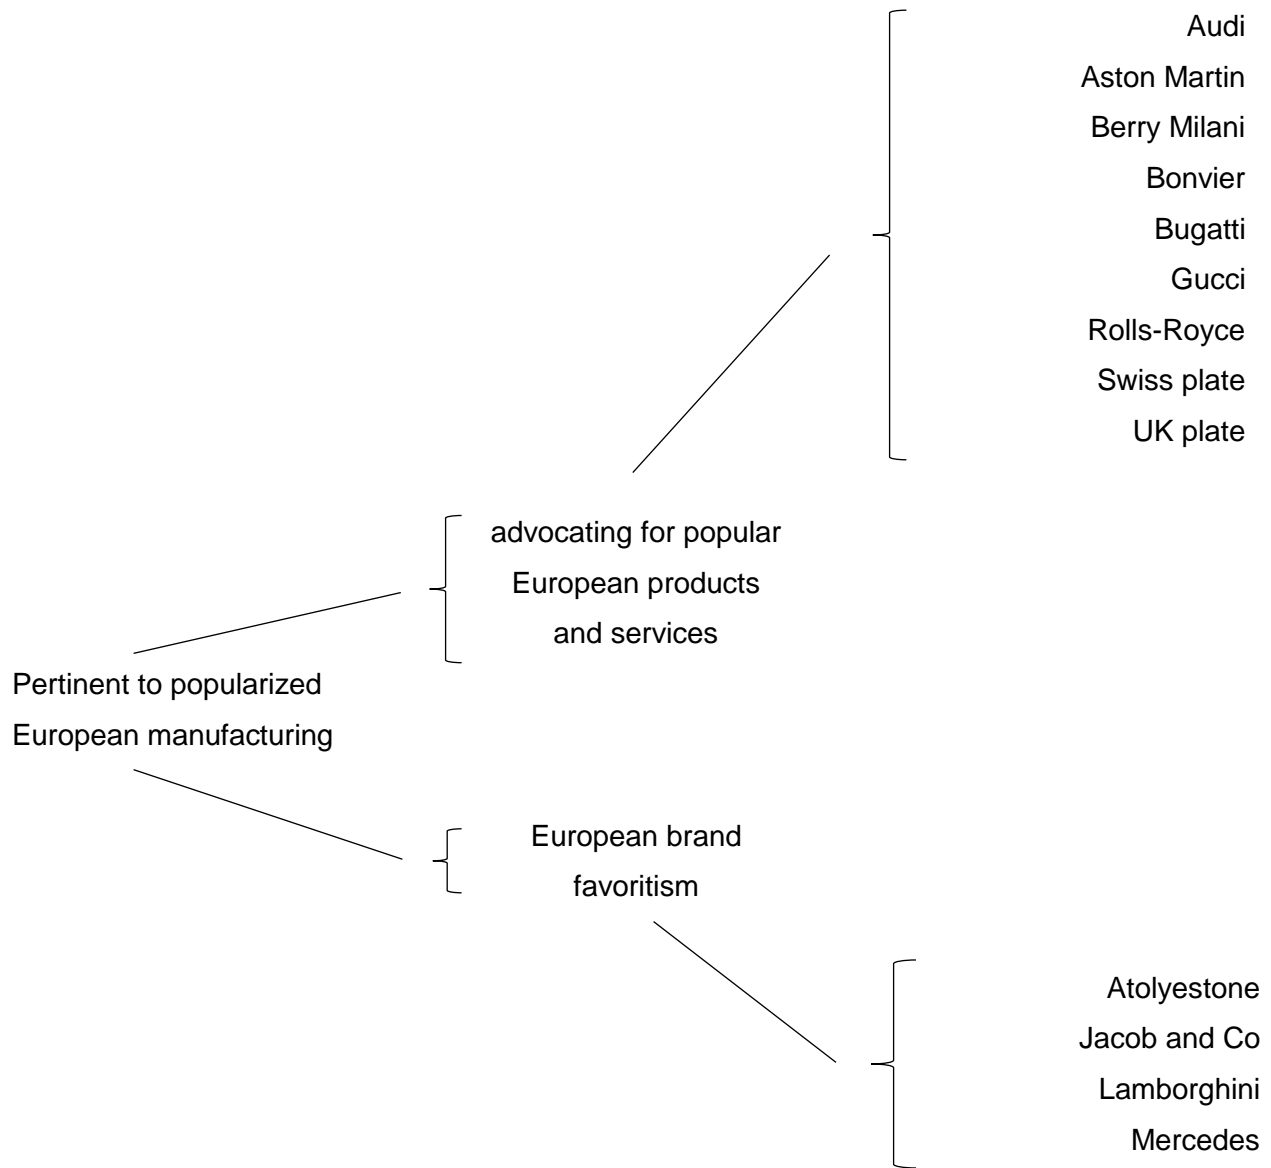 Audi
Aston Martin
Berry Milani
Bonvier
Bugatti
Gucci
Rolls-Royce
Swiss plate
UK plate
advocating for popular
European products
and services
Pertinent to popularized
European manufacturing
European brand
favoritism
Atolyestone
Jacob and Co
Lamborghini
Mercedes